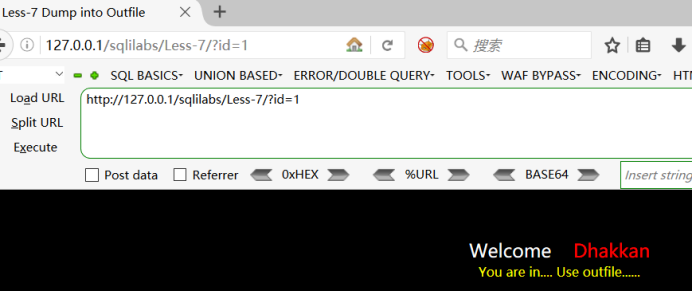 Less-7 Dump into Outfile
127.0.0.1/sqlilabs/Less-7/?id=1
搜索
SQL BASICS UNION BASED ERROR/DOUBLE QUERY TOOLS WAF BYPASS ENCODING HTM
Load URL
http://127.0.0.1/sqlilabs/Less-7/?id=1
Split URL
Execute
Post data Referrer 0xHEX %URL BASE64 Insert string
Welcome Dhakkan
You are in.... Use outfile......